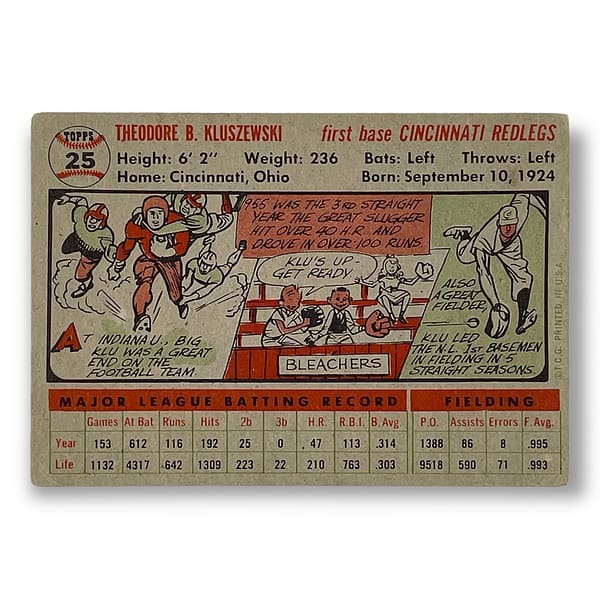 TOPPS
25
THEODORE B. KLUSZEWSKI first base CINCINNATI REDLEGS
Height: 6' 2" Weight: 236 Bats: Left Throws: Left
Home: Cincinnati, Ohio Born: September 10, 1924
AT INDIANA U., BIG
KLU WAS A GREAT
END ON THE
FOOTBALL TEAM.
1955 WAS THE 3RD STRAIGHT
YEAR THE GREAT SLUGGER
HIT OVER 40 H.R. AND
DROVE IN OVER 100 RUNS.
KLU'S UP-
GET READY
BLEACHERS
ALSO
A GREAT
FIELDER,
KLU LED
THE N.L. 1ST BASEMEN
IN FIELDING IN 5
STRAIGHT SEASONS.
©T.C.G. PRINTED IN U.S.A.
MAJOR LEAGUE BATTING RECORD FIELDING
Games At Bat Runs Hits 2b 3b H.R. R.B.I. B. Avg. P.O. Assists Errors F. Avg.
Year 153 612 116 192 25 0 47 113 .314 1388 86 8 .995
Life 1132 4317 642 1309 223 22 210 763 .303 9518 590 71 .993